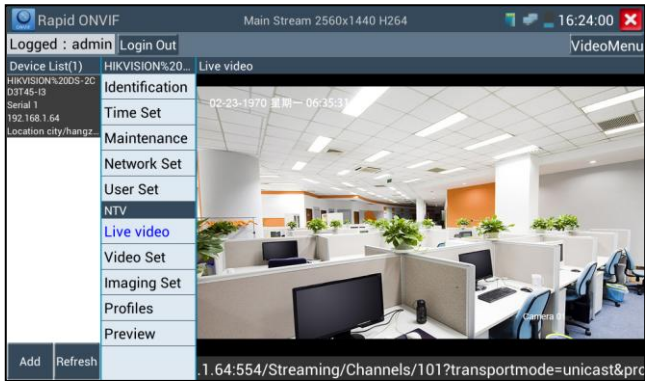 Rapid ONVIF
Main Stream 2560x1440 H264
16:24:00
Logged : admin
Login Out
VideoMenu
Device List(1)
HIKVISION%20DS-2C
D3T45-I3
Serial 1
192.168.1.64
Location city/hangz...
Add
Refresh
HIKVISION%20...
Identification
Time Set
Maintenance
Network Set
User Set
NTV
Live video
Video Set
Imaging Set
Profiles
Preview
Live video
02-23-1970 星期一 06:35:31
Camera 01
.1.64:554/Streaming/Channels/101?transportmode=unicast&pro